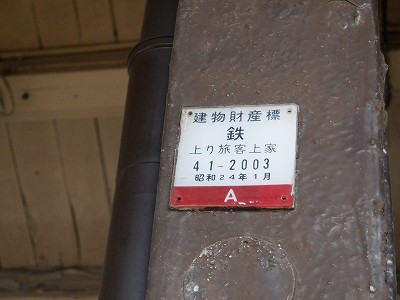 建物財産標
鉄
上り旅客上家
41-2003
昭和24年1月
A